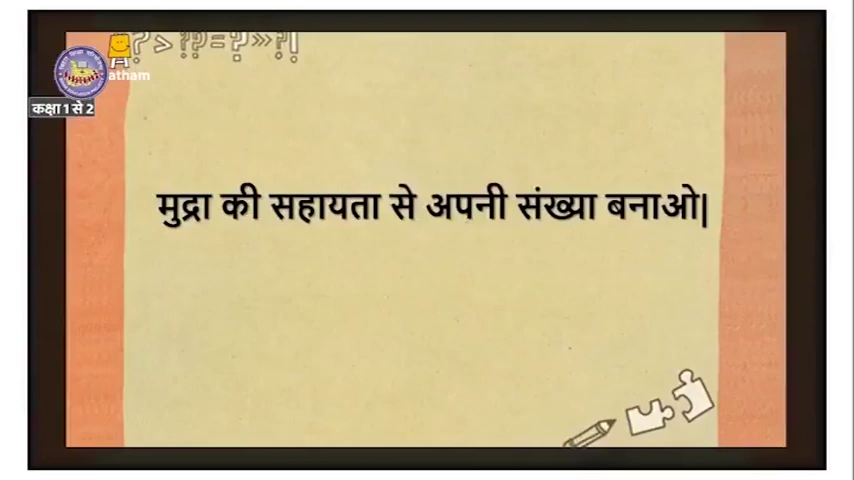 ? > ?? = ? » ? !
atham
कक्षा 1 से 2
मुद्रा की सहायता से अपनी संख्या बनाओ|